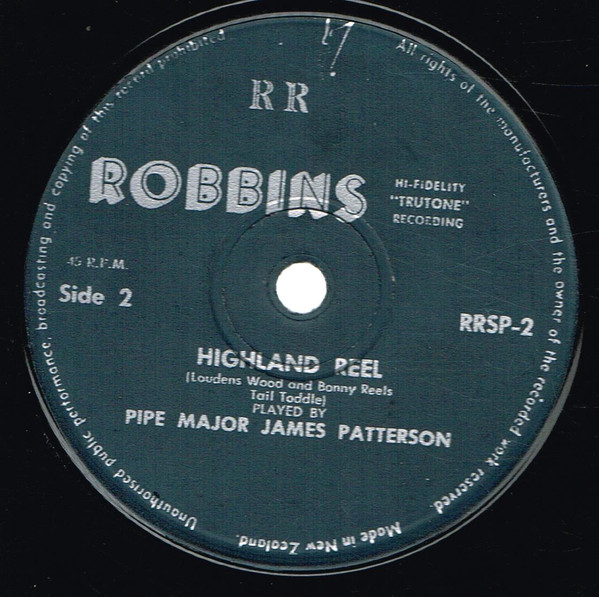 Unauthorised public performance, broadcasting and copying of this record prohibited
All rights of the manufacturers and the owner of the recorded work reserved.
R R
ROBBINS
HI-FIDELITY
"TRUTONE"
RECORDING
45 R.P.M.
Side 2
RRSP-2
HIGHLAND REEL
(Loudens Wood and Bonny Reels
Tail Toddle)
PLAYED BY
PIPE MAJOR JAMES PATTERSON
Made in New Zealand.